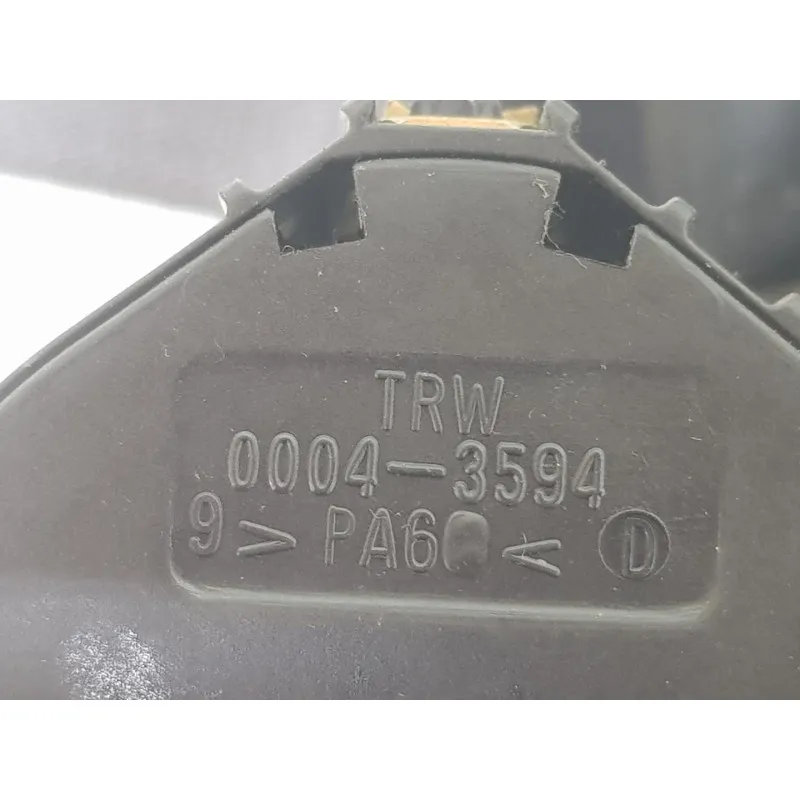 TRW
0004-3594
9 >PA6 < D